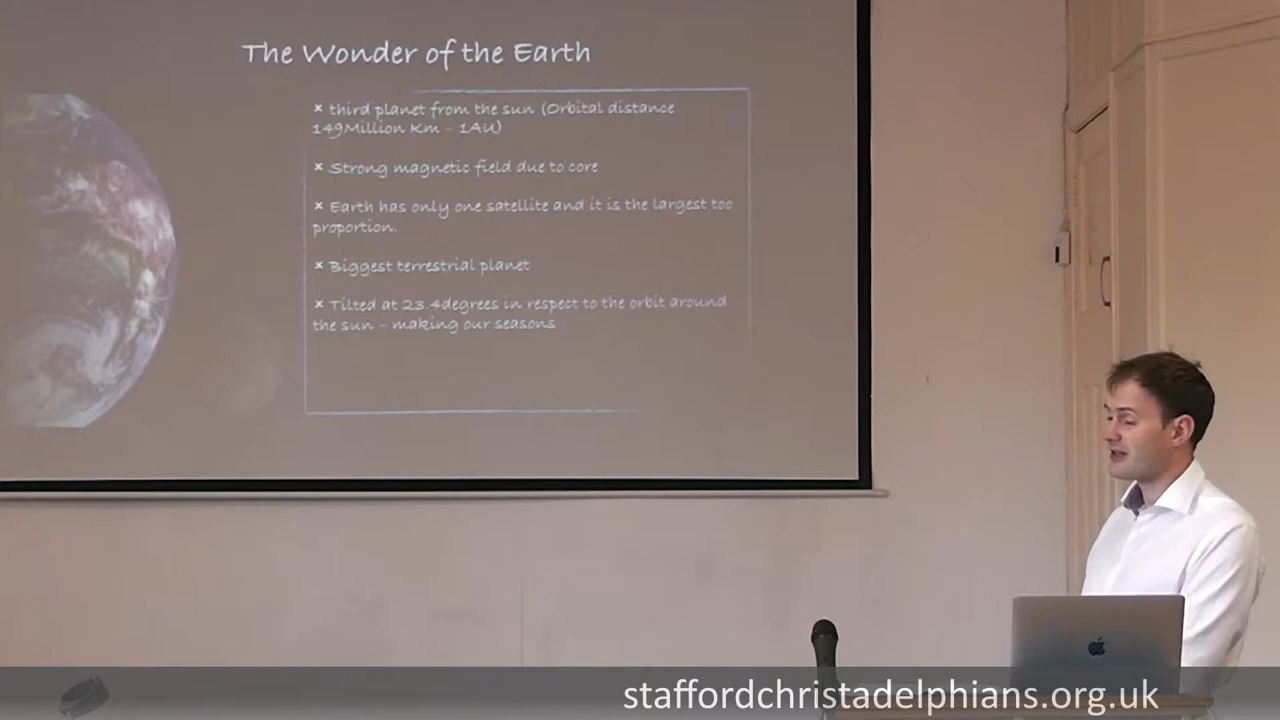 The Wonder of the Earth
× third planet from the sun (Orbital distance
149Million Km - 1AU)
× Strong magnetic field due to core
× Earth has only one satellite and it is the largest too
proportion.
× Biggest terrestrial planet
× Tilted at 23.4degrees in respect to the orbit around
the sun - making our seasons
staffordchristadelphians.org.uk